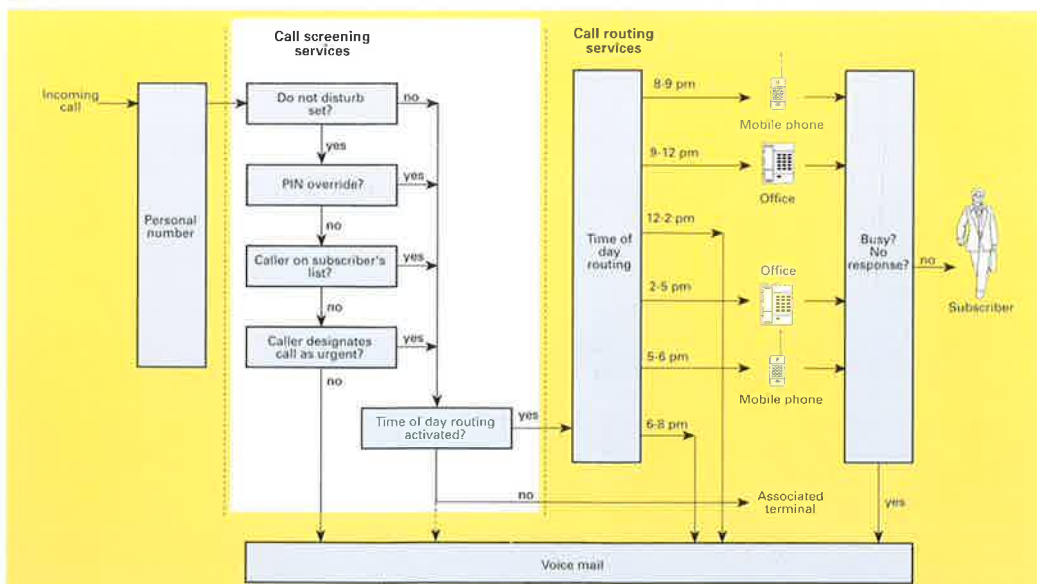 Call screening
services
Call routing
services
Incoming
call
Personal
number
Do not disturb
set?
no
yes
PIN override?
yes
no
Caller on subscriber's
list?
yes
no
Caller designates
call as urgent?
yes
no
Time of day routing
activated?
yes
no
Time of
day
routing
8-9 pm
Mobile phone
9-12 pm
Office
12-2 pm
Office
2-5 pm
5-6 pm
Mobile phone
6-8 pm
Associated
terminal
Busy?
No
response?
no
Subscriber
yes
Voice mail